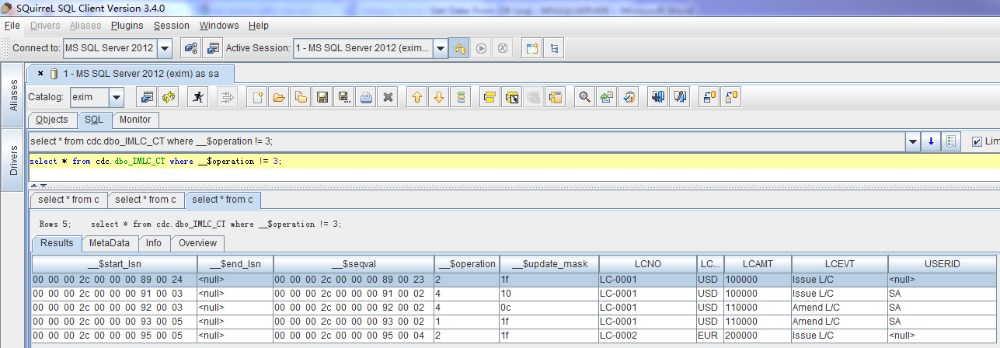 SQuirreL SQL Client Version 3.4.0
File Drivers Aliases Plugins Session Windows Help
Connect to: MS SQL Server 2012 Active Session: 1 - MS SQL Server 2012 (exim...
Aliases
Drivers
1 - MS SQL Server 2012 (exim) as sa
Catalog: exim
Objects SQL Monitor
select * from cdc.dbo_IMLC_CT where __$operation != 3; Lim
select * from cdc.dbo_IMLC_CT where __$operation != 3;
select * from c select * from c select * from c
Rows 5; select * from cdc.dbo_IMLC_CT where __$operation != 3;
Results MetaData Info Overview
__$start_lsn __$end_lsn __$seqval __$operation __$update_mask LCNO LC... LCAMT LCEVT USERID
00 00 00 2c 00 00 00 89 00 24 <null> 00 00 00 2c 00 00 00 89 00 23 2 1f LC-0001 USD 100000 Issue L/C <null>
00 00 00 2c 00 00 00 91 00 03 <null> 00 00 00 2c 00 00 00 91 00 02 4 10 LC-0001 USD 100000 Issue L/C SA
00 00 00 2c 00 00 00 92 00 03 <null> 00 00 00 2c 00 00 00 92 00 02 4 0c LC-0001 USD 110000 Amend L/C SA
00 00 00 2c 00 00 00 93 00 05 <null> 00 00 00 2c 00 00 00 93 00 02 1 1f LC-0001 USD 110000 Amend L/C SA
00 00 00 2c 00 00 00 95 00 05 <null> 00 00 00 2c 00 00 00 95 00 04 2 1f LC-0002 EUR 200000 Issue L/C <null>